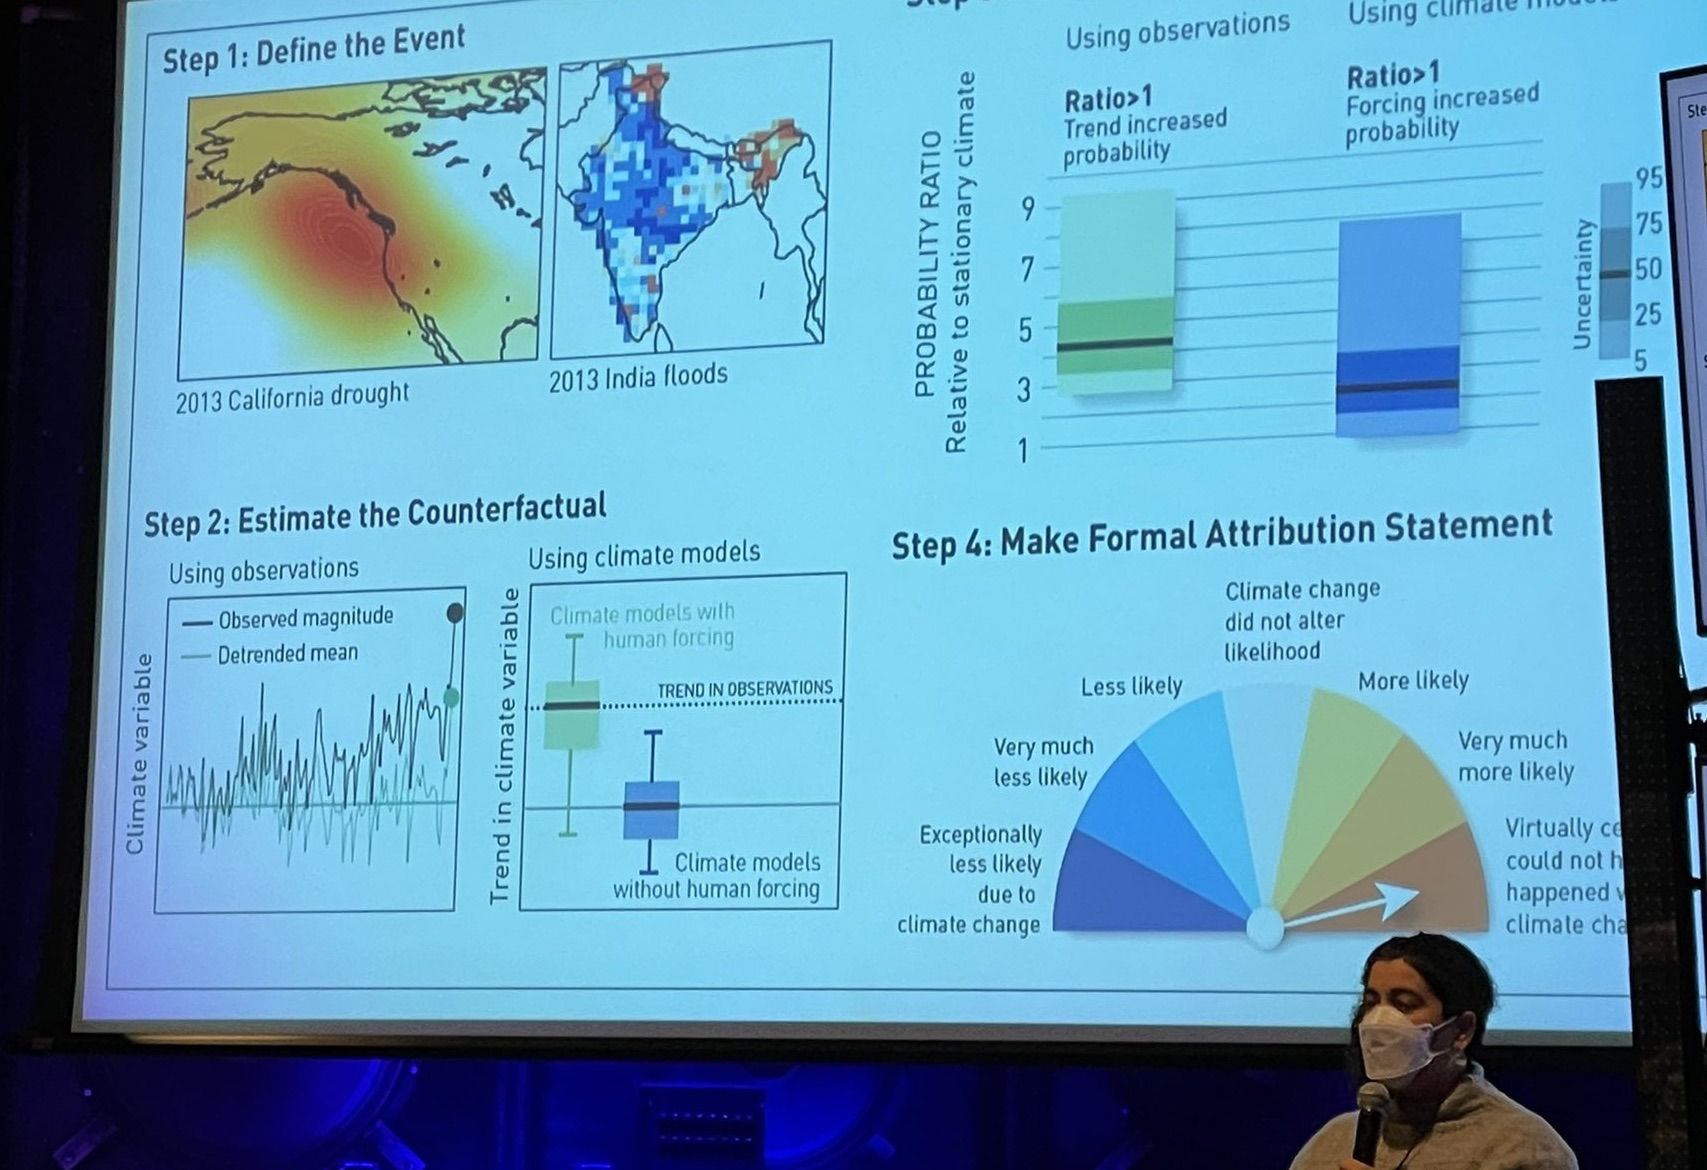 Step 1: Define the Event
2013 California drought
2013 India floods
Step 2: Estimate the Counterfactual
Using observations
Climate variable
Observed magnitude
Detrended mean
Using climate models
Trend in climate variable
Climate models with
human forcing
TREND IN OBSERVATIONS
Climate models
without human forcing
Step
Using observations
Using climate
PROBABILITY RATIO
Relative to stationary climate
Ratio>1
Trend increased
probability
Ratio>1
Forcing increased
probability
9
7
5
3
1
Uncertainty
95
75
50
25
5
Step 4: Make Formal Attribution Statement
Climate change
did not alter
likelihood
Less likely
More likely
Very much
less likely
Very much
more likely
Exceptionally
less likely
due to
climate change
Virtually ce
could not h
happened
climate cha
Ste